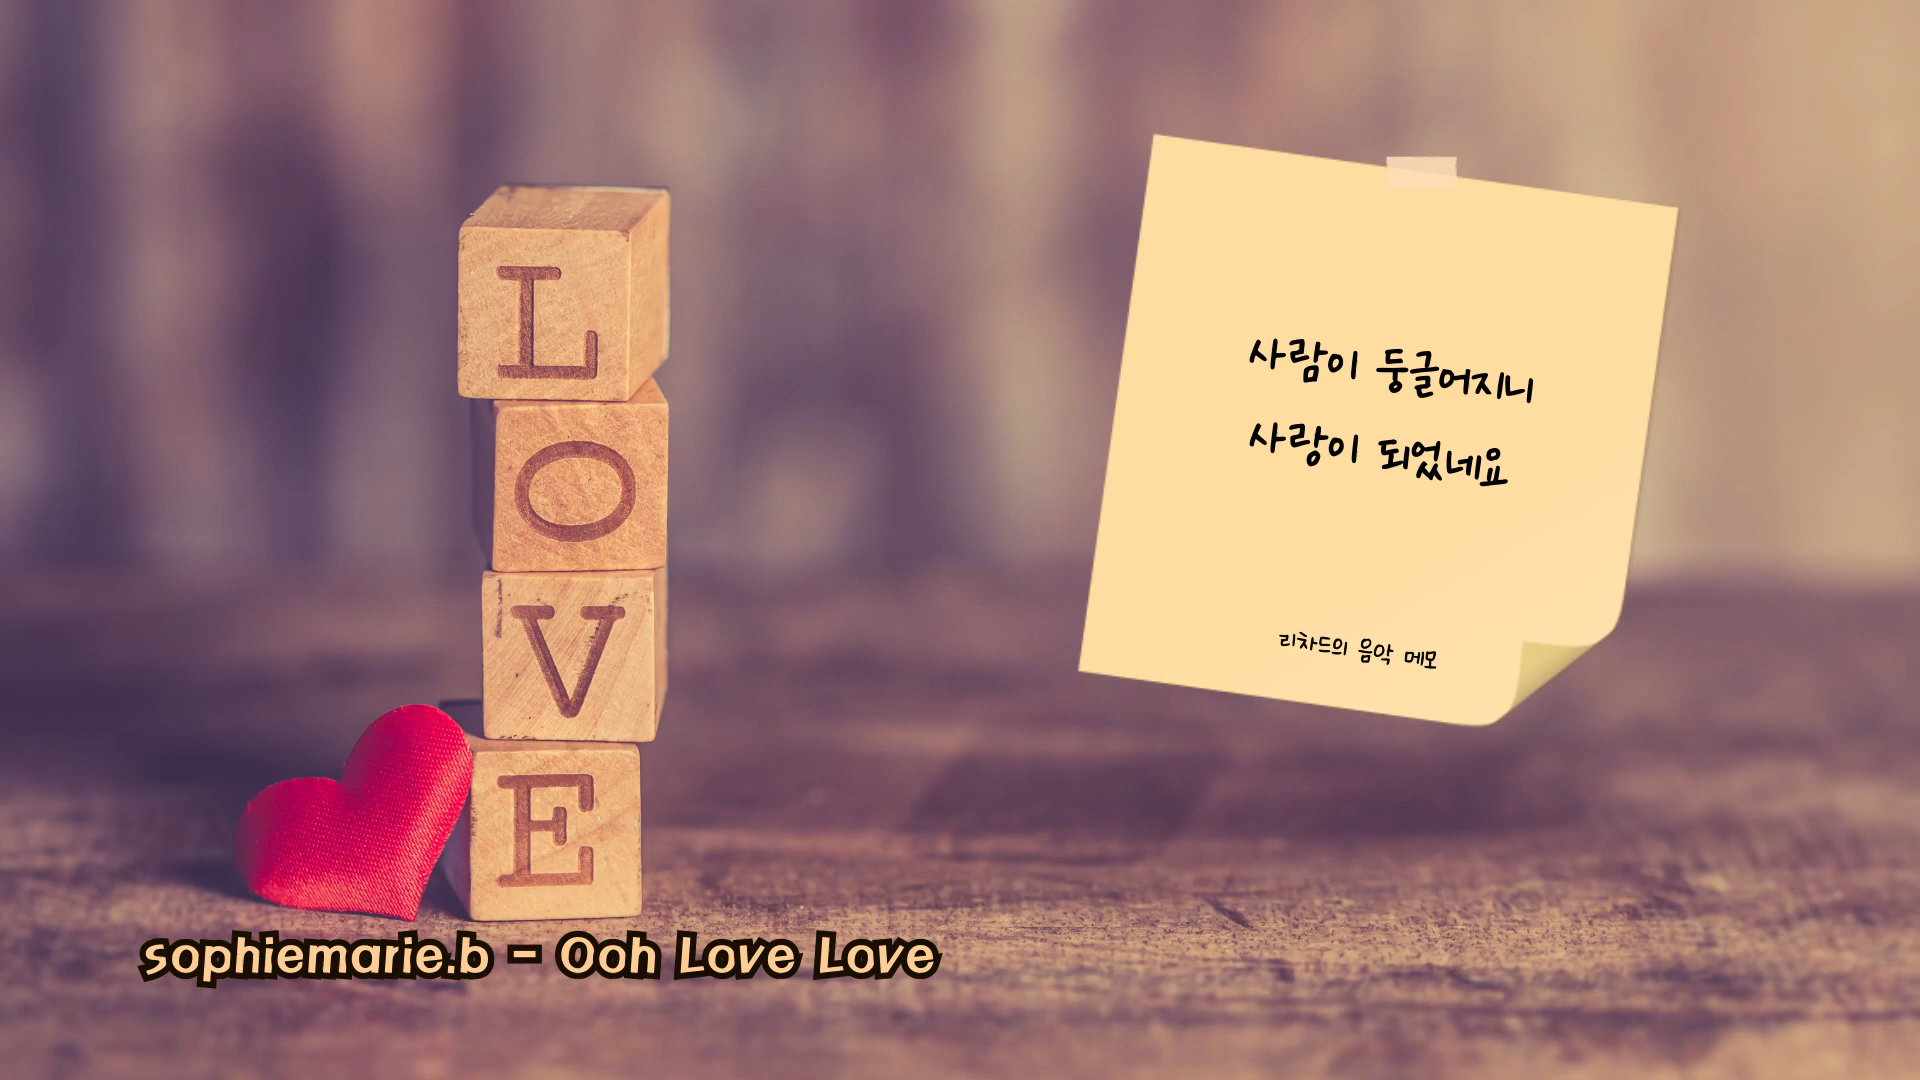 L
O
V
E
사람이 둥글어지니
사랑이 되었네요
리차드의 음악 메모
sophiemarie.b - Ooh Love Love